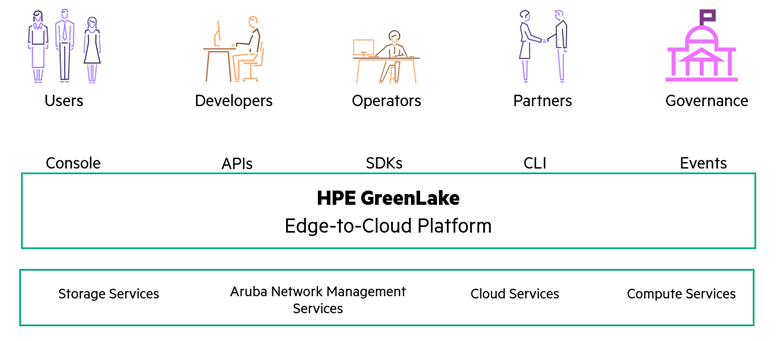 Users
Developers
Operators
Partners
Governance
Console
APIs
SDKs
CLI
Events
HPE GreenLake
Edge-to-Cloud Platform
Storage Services
Aruba Network Management
Services
Cloud Services
Compute Services